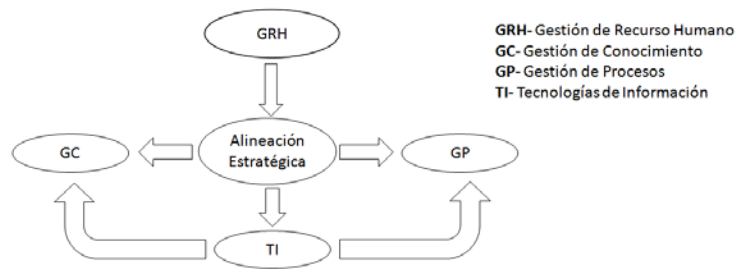 GRH
GRH- Gestión de Recurso Humano
GC- Gestión de Conocimiento
GP- Gestión de Procesos
TI- Tecnologías de Información
GC
Alineación
Estratégica
GP
TI